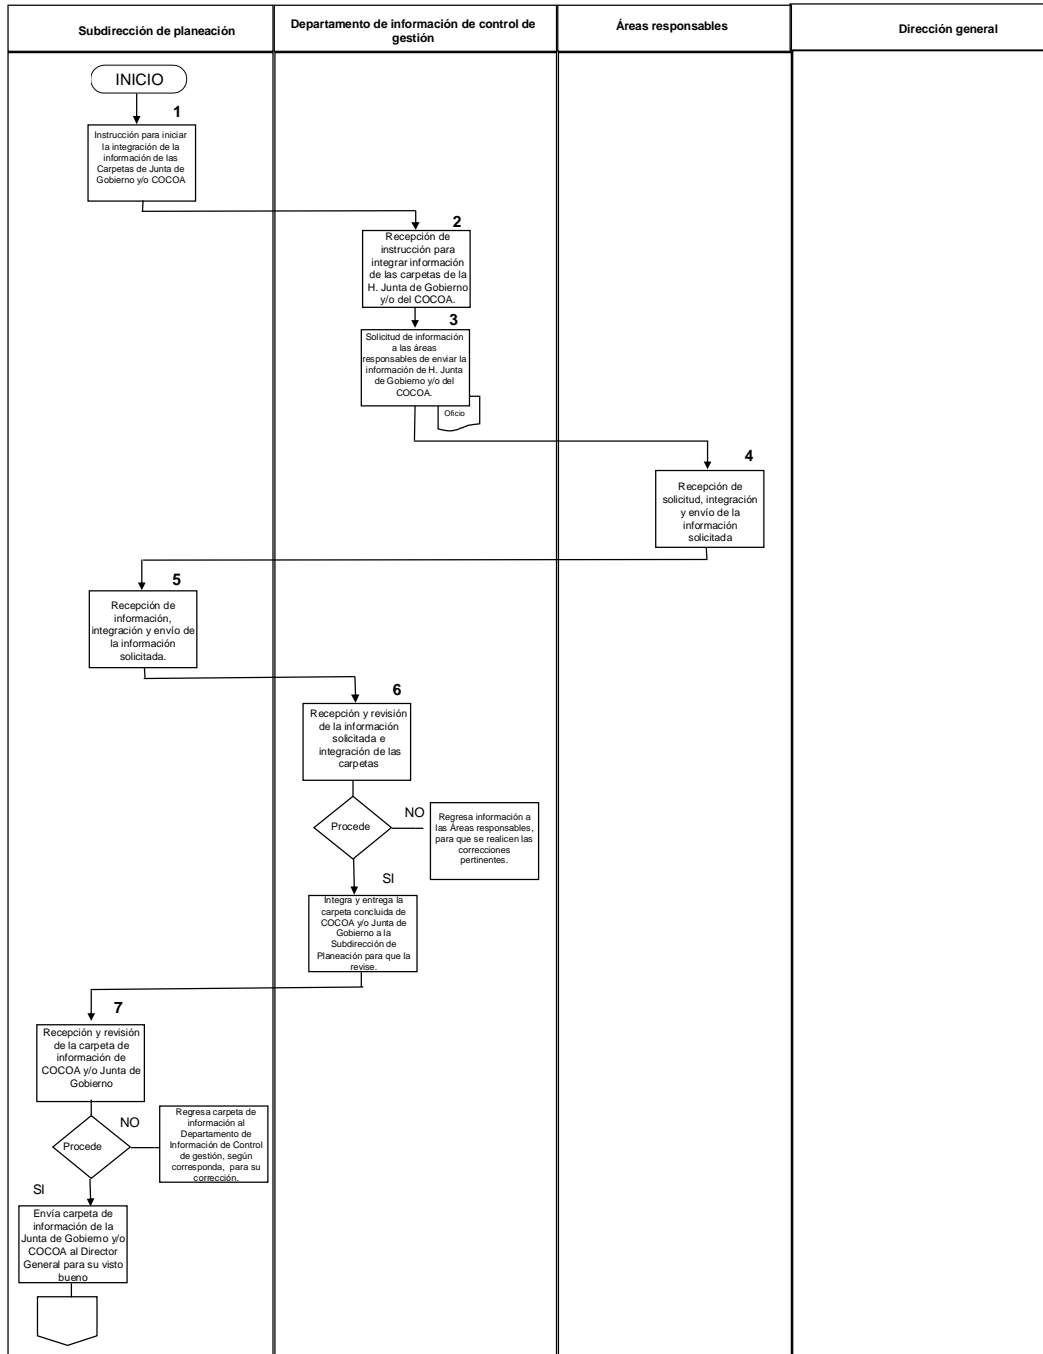 Subdirección de planeación
Departamento de información de control de
gestión
Áreas responsables
Dirección general
INICIO
1
Instrucción para iniciar
la integración de la
información de las
Carpetas de Junta de
Gobierno y/o COCOA
2
Recepción de
instrucción para
integrar información
de las carpetas de la
H. Junta de Gobierno
y/o del COCOA.
3
Solicitud de información
a las áreas
responsables de enviar la
información de H. Junta
de Gobierno y/o del
COCOA.
Oficio
4
Recepción de
solicitud, integración
y envío de la
información
solicitada
5
Recepción de
información,
integración y envío de
la información
solicitada.
6
Recepción y revisión
de la información
solicitada e
integración de las
carpetas
Procede
NO
Regresa información a
las Áreas responsables,
para que se realicen las
correcciones
pertinentes.
SI
Integra y entrega la
carpeta concluida de
COCOA y/o Junta de
Gobierno a la
Subdirección de
Planeación para que la
revise.
7
Recepción y revisión
de la carpeta de
información de
COCOA y/o Junta de
Gobierno
Procede
NO
Regresa carpeta de
información al
Departamento de
Información de Control
de gestión, según
corresponda, para su
corrección.
SI
Envía carpeta de
información de la
Junta de Gobierno y/o
COCOA al Director
General para su visto
bueno